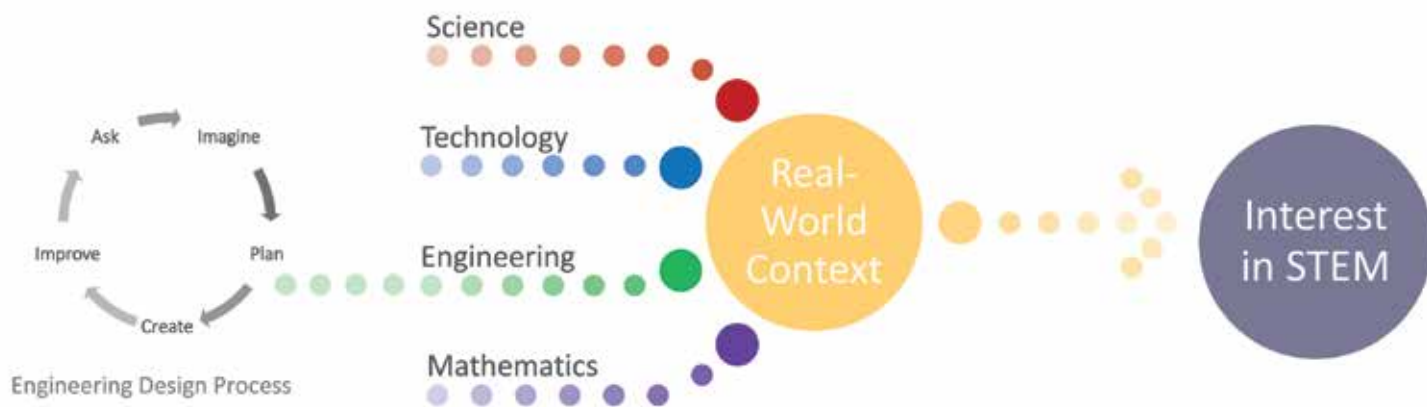 Science
Ask
Imagine
Technology
Improve
Plan
Engineering
Create
Mathematics
Engineering Design Process
Real-
World
Context
Interest
in STEM